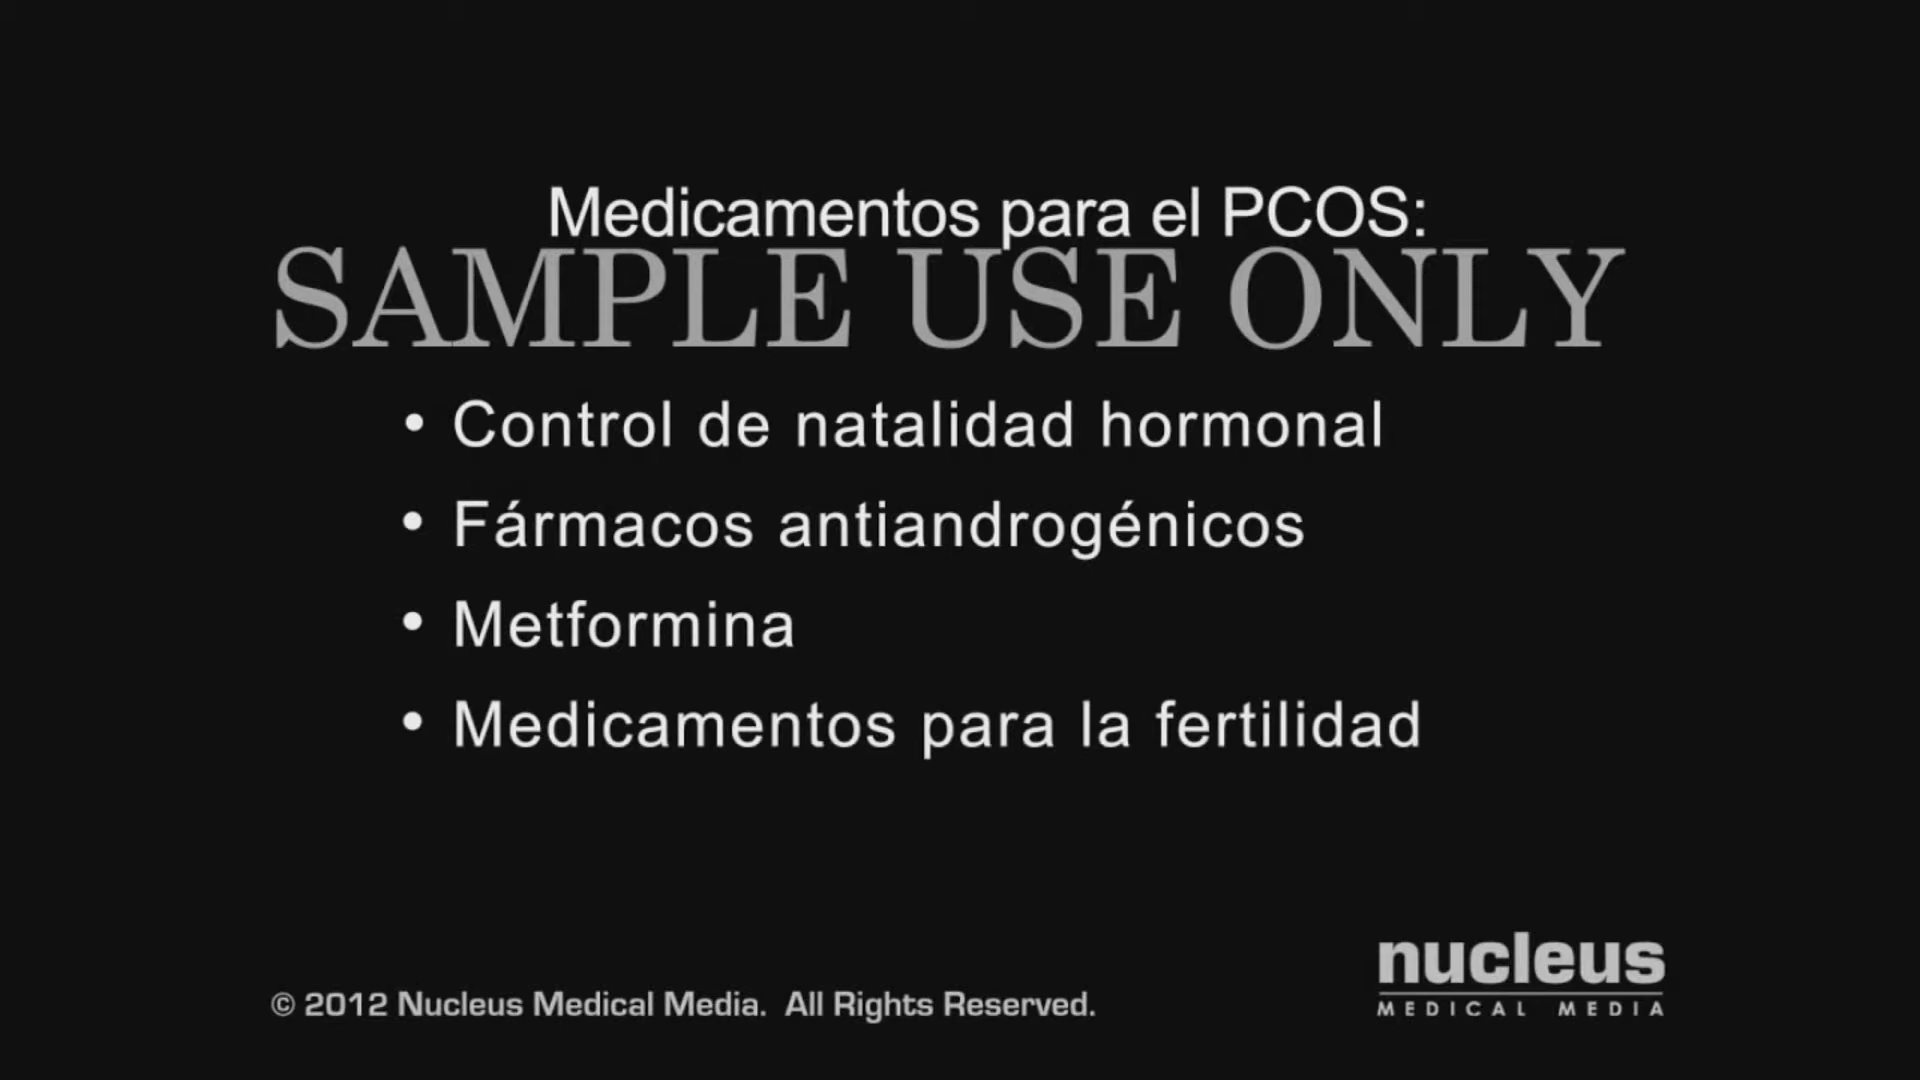 Medicamentos para el PCOS:
SAMPLE USE ONLY
• Control de natalidad hormonal
• Fármacos antiandrogénicos
• Metformina
• Medicamentos para la fertilidad
nucleus
MEDICAL MEDIA
© 2012 Nucleus Medical Media. All Rights Reserved.